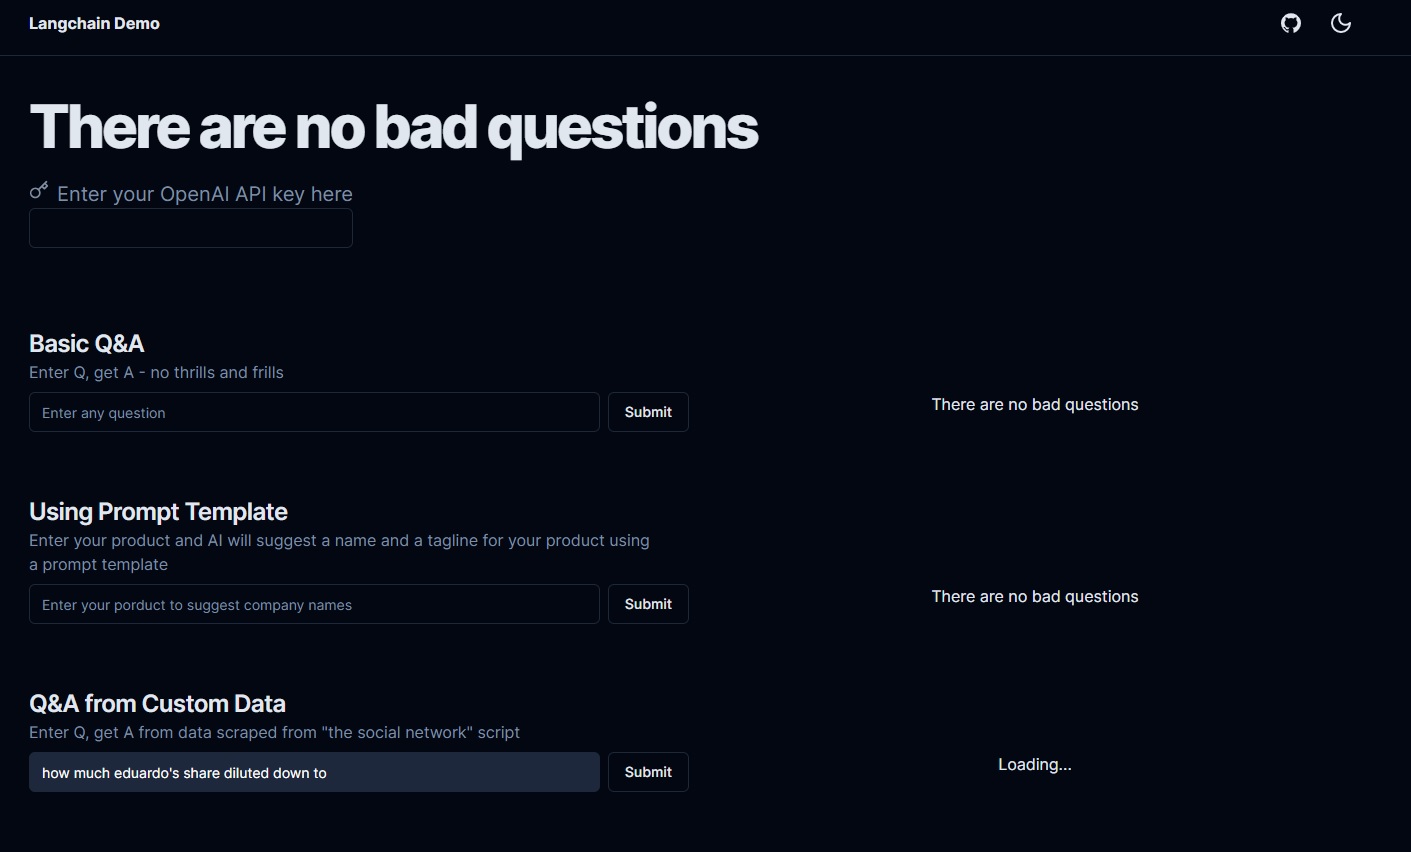 Langchain Demo
There are no bad questions
Enter your OpenAI API key here
Basic Q&A
Enter Q, get A - no thrills and frills
Enter any question
Submit
There are no bad questions
Using Prompt Template
Enter your product and AI will suggest a name and a tagline for your product using
a prompt template
Enter your porduct to suggest company names
Submit
There are no bad questions
Q&A from Custom Data
Enter Q, get A from data scraped from "the social network" script
how much eduardo's share diluted down to
Submit
Loading...